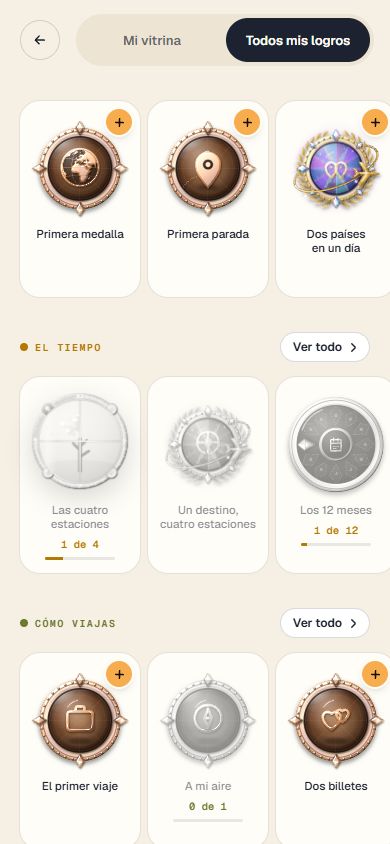 Mi vitrina
Todos mis logros
Primera medalla
Primera parada
Dos países
en un día
EL TIEMPO
Ver todo
Las cuatro
estaciones
1 de 4
Un destino,
cuatro estaciones
Los 12 meses
1 de 12
CÓMO VIAJAS
Ver todo
El primer viaje
A mi aire
0 de 1
Dos billetes